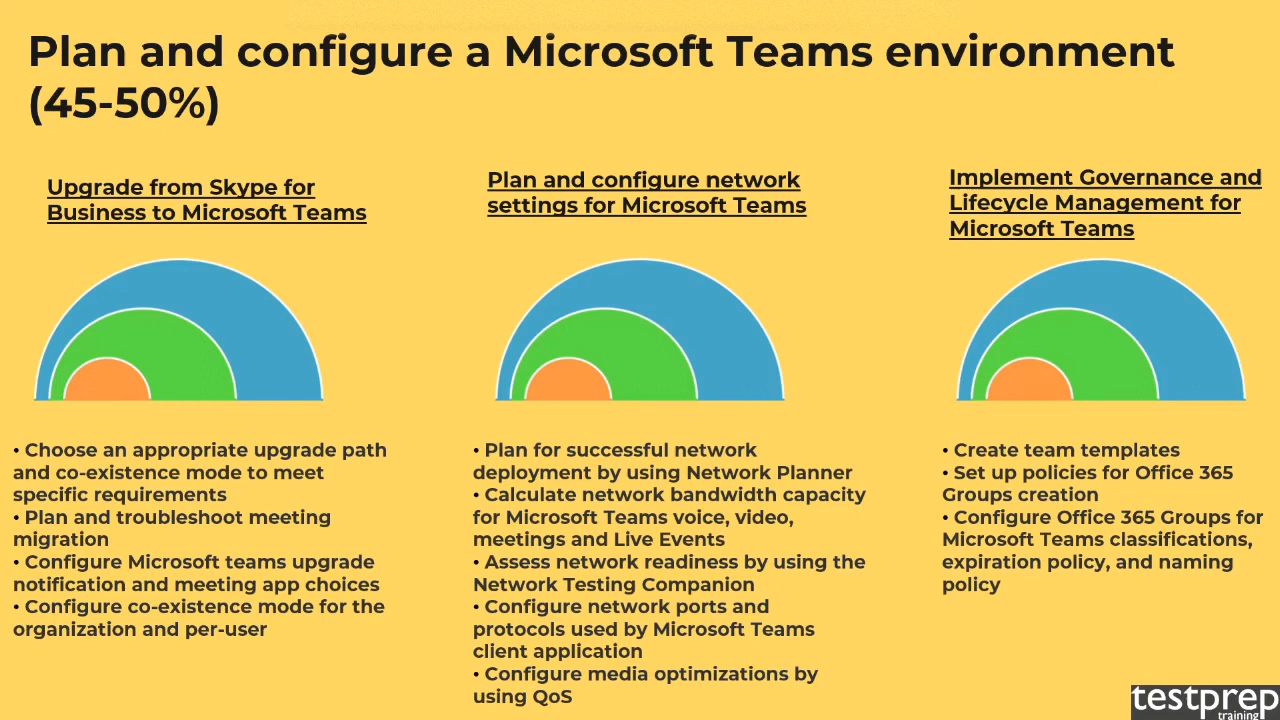 Plan and configure a Microsoft Teams environment
(45-50%)
Upgrade from Skype for
Business to Microsoft Teams
• Choose an appropriate upgrade path
and co-existence mode to meet
specific requirements
• Plan and troubleshoot meeting
migration
• Configure Microsoft teams upgrade
notification and meeting app choices
• Configure co-existence mode for the
organization and per-user
Plan and configure network
settings for Microsoft Teams
• Plan for successful network
deployment by using Network Planner
• Calculate network bandwidth capacity
for Microsoft Teams voice, video,
meetings and Live Events
• Assess network readiness by using the
Network Testing Companion
• Configure network ports and
protocols used by Microsoft Teams
client application
• Configure media optimizations by
using QoS
Implement Governance and
Lifecycle Management for
Microsoft Teams
• Create team templates
• Set up policies for Office 365
Groups creation
• Configure Office 365 Groups for
Microsoft Teams classifications,
expiration policy, and naming
policy
testprep
training